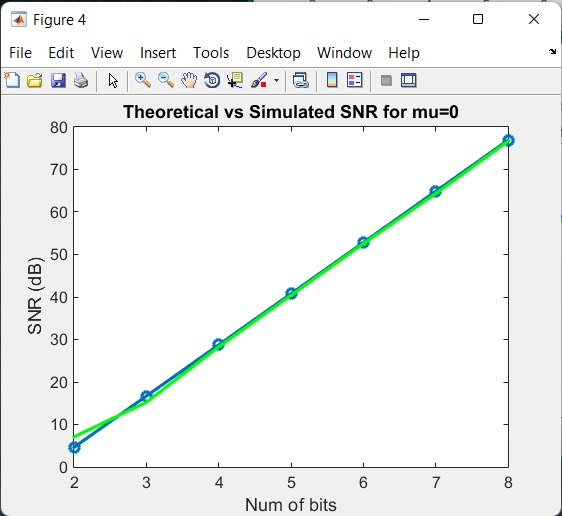 Figure 4
File Edit View Insert Tools Desktop Window Help
Theoretical vs Simulated SNR for mu=0
80
70
60
50
40
30
20
10
0
SNR (dB)
2 3 4 5 6 7 8
Num of bits